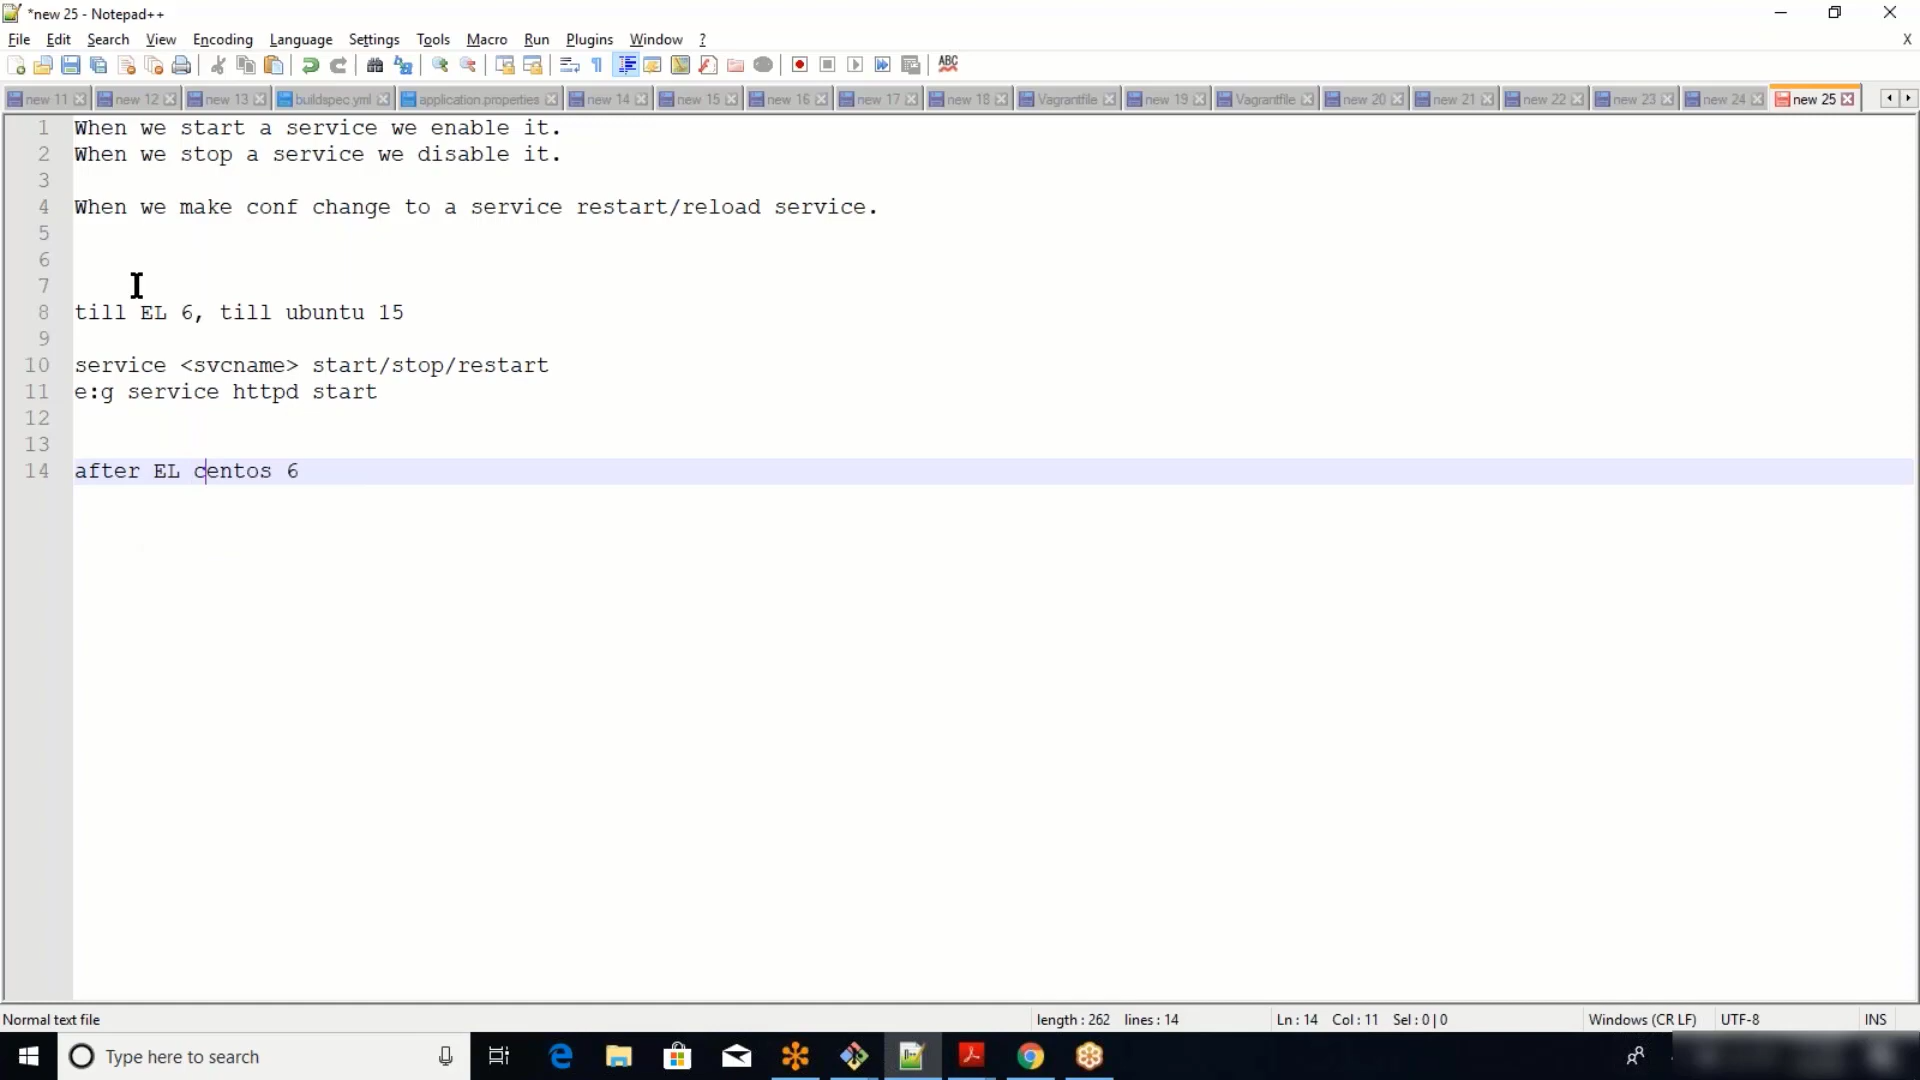 *new 25 - Notepad++
File Edit Search View Encoding Language Settings Tools Macro Run Plugins Window ? X
ABC
new 11 new 12 new 13 buildspec.yml application.properties new 14 new 15 new 16 new 17 new 18 Vagrantfile new 19 Vagrantfile new 20 new 21 new 22 new 23 new 24 new 25
1 When we start a service we enable it.
2 When we stop a service we disable it.
3
4 When we make conf change to a service restart/reload service.
5
6
7
8 till EL 6, till ubuntu 15
9
10 service <svcname> start/stop/restart
11 e:g service httpd start
12
13
14 after EL centos 6
Normal text file length : 262 lines : 14 Ln : 14 Col : 11 Sel : 0 | 0 Windows (CR LF) UTF-8 INS
Type here to search